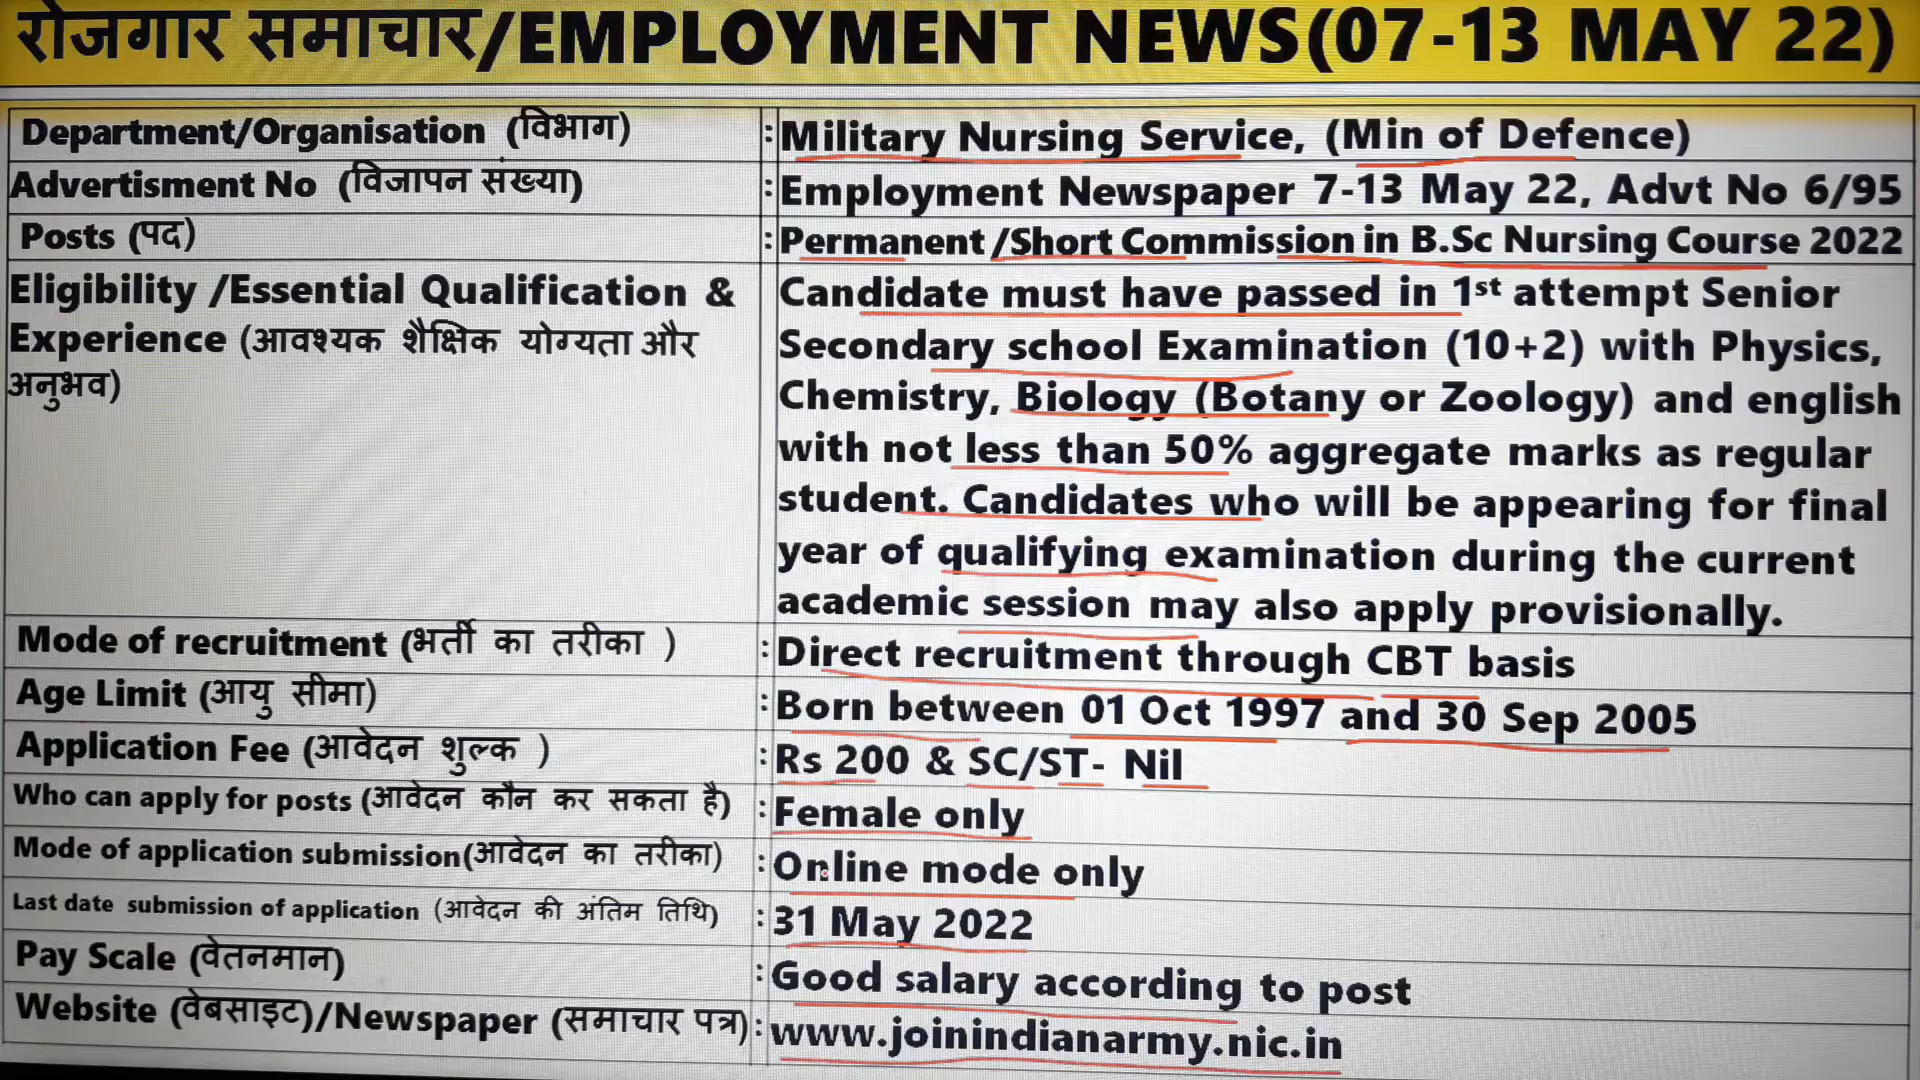 रोजगार समाचार/EMPLOYMENT NEWS(07-13 MAY 22)
Department/Organisation (विभाग)
:Military Nursing Service, (Min of Defence)
Advertisment No (विजापन संख्या)
:Employment Newspaper 7-13 May 22, Advt No 6/95
Posts (पद)
:Permanent /Short Commission in B.Sc Nursing Course 2022
Eligibility /Essential Qualification &
Experience (आवश्यक शैक्षिक योग्यता और
अनुभव)
Candidate must have passed in 1st attempt Senior
Secondary school Examination (10+2) with Physics,
Chemistry, Biology (Botany or Zoology) and english
with not less than 50% aggregate marks as regular
student. Candidates who will be appearing for final
year of qualifying examination during the current
academic session may also apply provisionally.
Mode of recruitment (भर्ती का तरीका )
:Direct recruitment through CBT basis
Age Limit (आयु सीमा)
:Born between 01 Oct 1997 and 30 Sep 2005
Application Fee (आवेदन शुल्क )
:Rs 200 & SC/ST- Nil
Who can apply for posts (आवेदन कौन कर सकता है)
:Female only
Mode of application submission(आवेदन का तरीका)
:Online mode only
Last date submission of application (आवेदन की अंतिम तिथि)
:31 May 2022
Pay Scale (वेतनमान)
:Good salary according to post
Website (वेबसाइट)/Newspaper (समाचार पत्र)
:www.joinindianarmy.nic.in